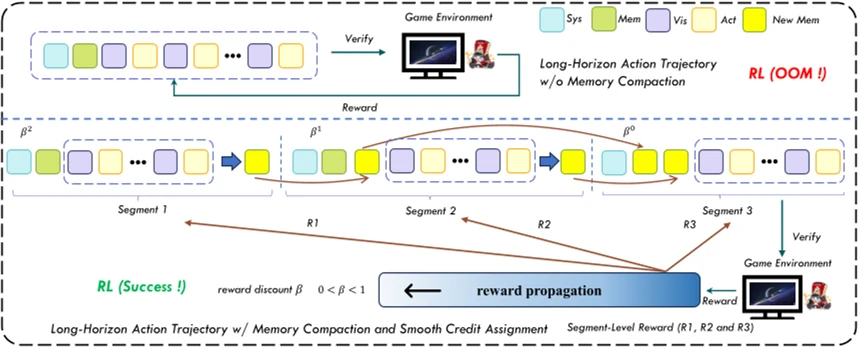 Game Environment
Sys Mem Vis Act New Mem
Verify
Long-Horizon Action Trajectory
w/o Memory Compaction
RL (OOM !)
Reward
β² β¹ β⁰
Segment 1 Segment 2 Segment 3
R1 R2 R3
Verify
Game Environment
RL (Success !) reward discount β 0 < β < 1 reward propagation Reward
Long-Horizon Action Trajectory w/ Memory Compaction and Smooth Credit Assignment Segment-Level Reward (R1, R2 and R3)